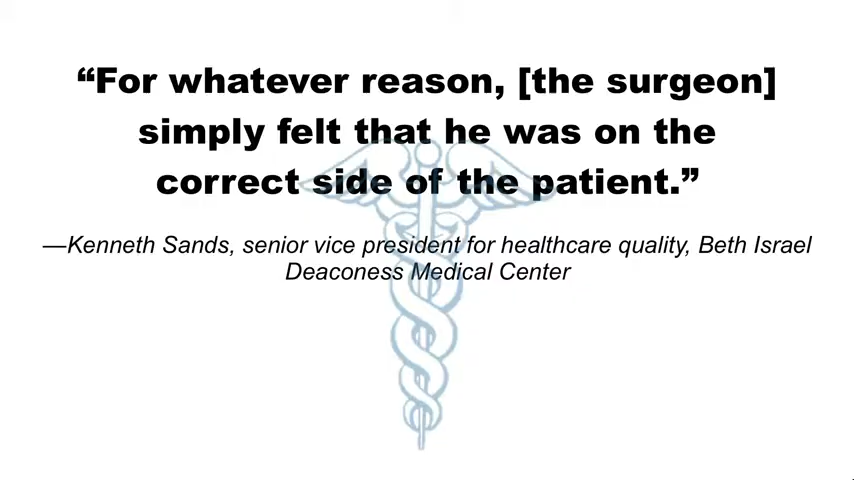 “For whatever reason, [the surgeon]
simply felt that he was on the
correct side of the patient.”
—Kenneth Sands, senior vice president for healthcare quality, Beth Israel
Deaconess Medical Center